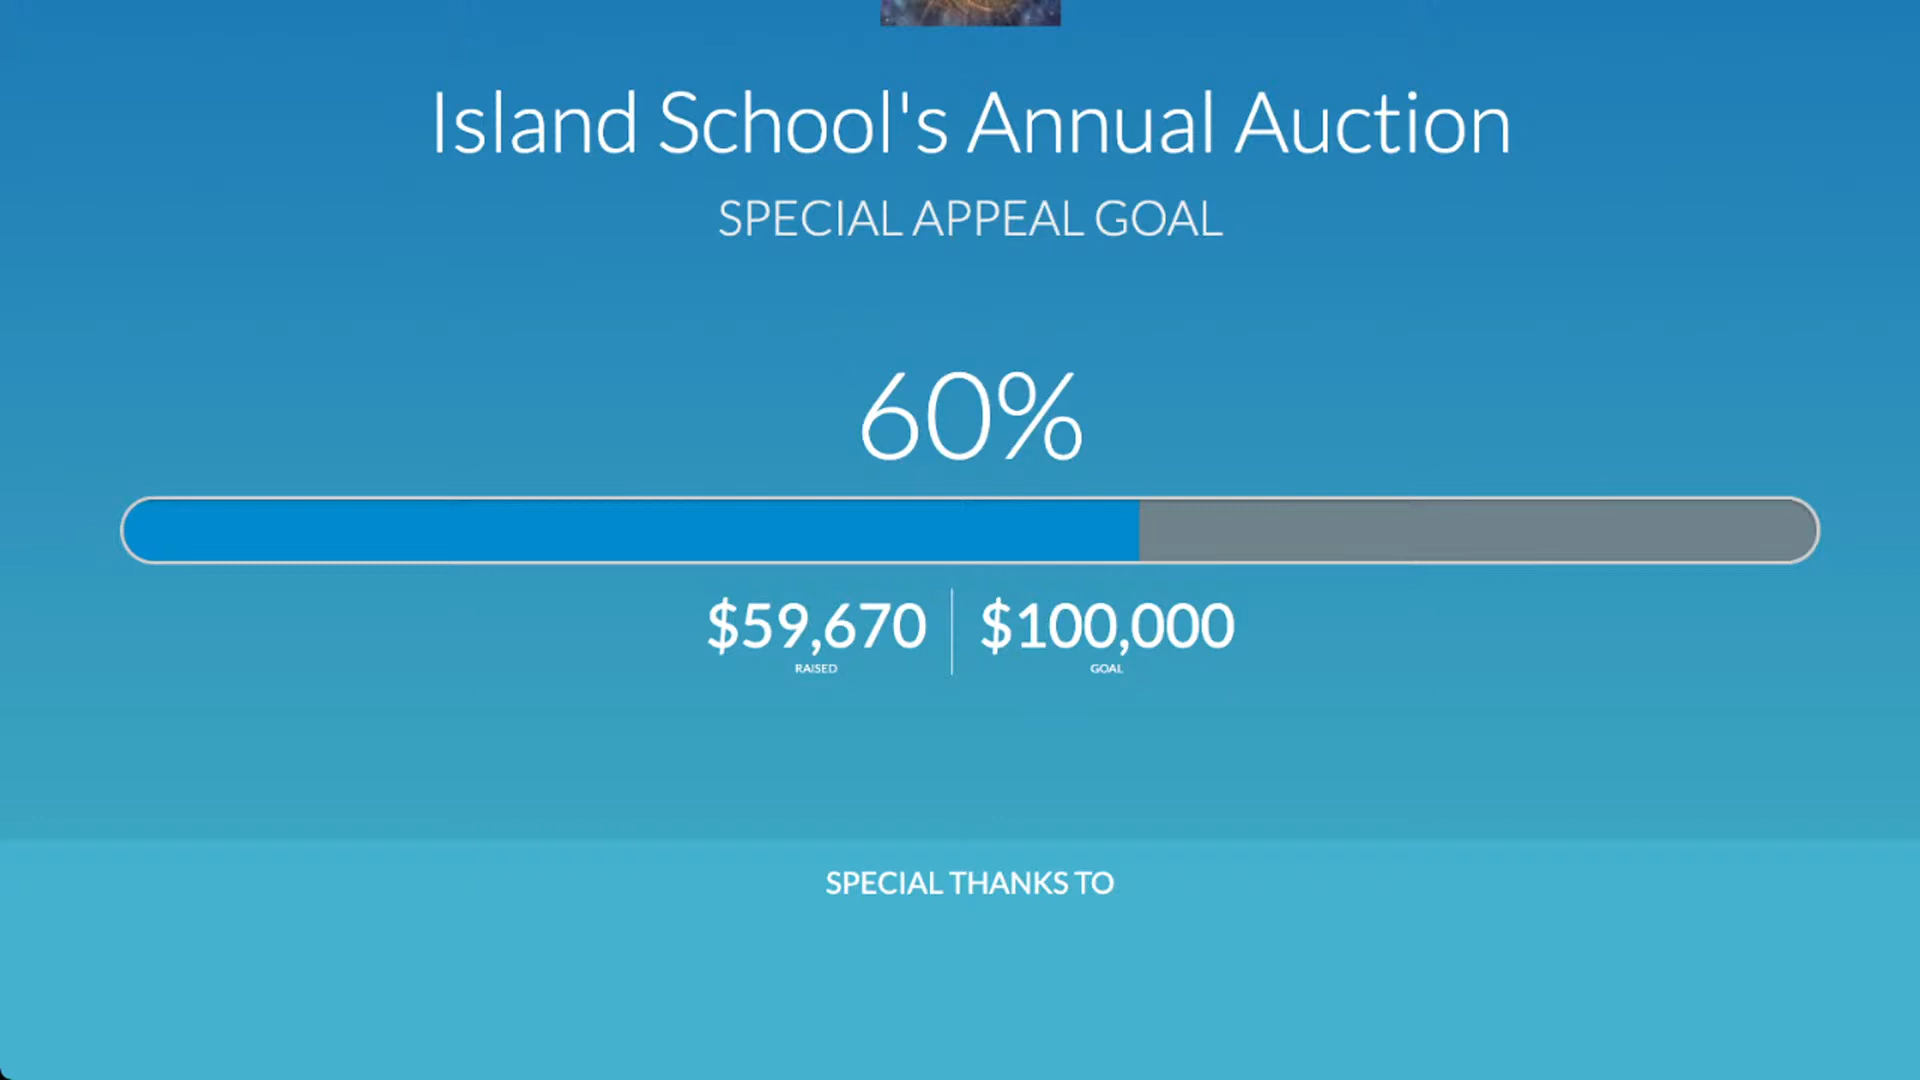 Island School's Annual Auction
SPECIAL APPEAL GOAL
60%
$59,670 $100,000
RAISED GOAL
SPECIAL THANKS TO